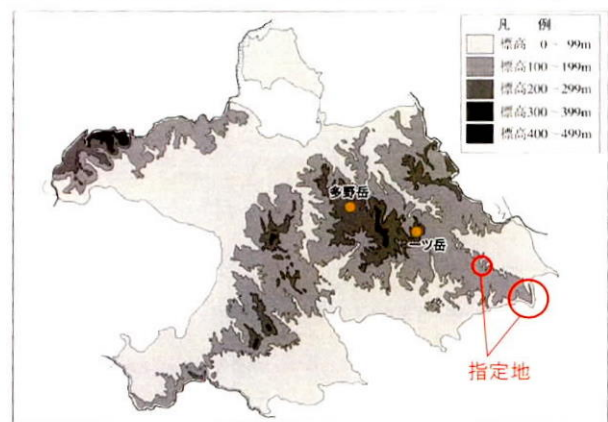 凡 例
標高 0 ~ 99m
標高100 ~ 199m
標高200 ~ 299m
標高300 ~ 399m
標高400 ~ 499m
多野岳
一ツ岳
指定地